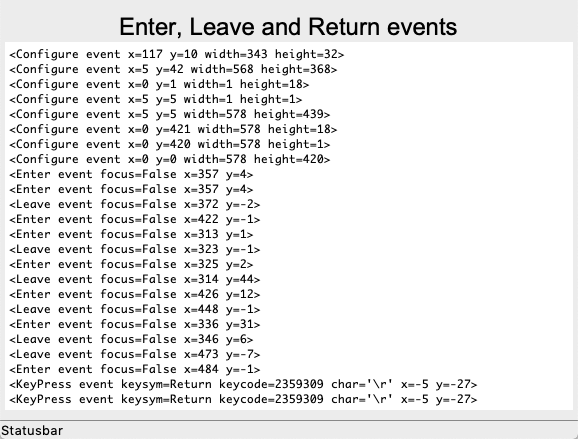 Enter, Leave and Return events
<Configure event x=117 y=10 width=343 height=32>
<Configure event x=5 y=42 width=568 height=368>
<Configure event x=0 y=1 width=1 height=18>
<Configure event x=5 y=5 width=1 height=1>
<Configure event x=5 y=5 width=578 height=439>
<Configure event x=0 y=421 width=578 height=18>
<Configure event x=0 y=420 width=578 height=1>
<Configure event x=0 y=0 width=578 height=420>
<Enter event focus=False x=357 y=4>
<Enter event focus=False x=357 y=4>
<Leave event focus=False x=372 y=-2>
<Enter event focus=False x=422 y=-1>
<Enter event focus=False x=313 y=1>
<Leave event focus=False x=323 y=-1>
<Enter event focus=False x=325 y=2>
<Leave event focus=False x=314 y=44>
<Enter event focus=False x=426 y=12>
<Leave event focus=False x=448 y=-1>
<Enter event focus=False x=336 y=31>
<Leave event focus=False x=346 y=6>
<Leave event focus=False x=473 y=-7>
<Enter event focus=False x=484 y=-1>
<KeyPress event keysym=Return keycode=2359309 char='\r' x=-5 y=-27>
<KeyPress event keysym=Return keycode=2359309 char='\r' x=-5 y=-27>
Statusbar